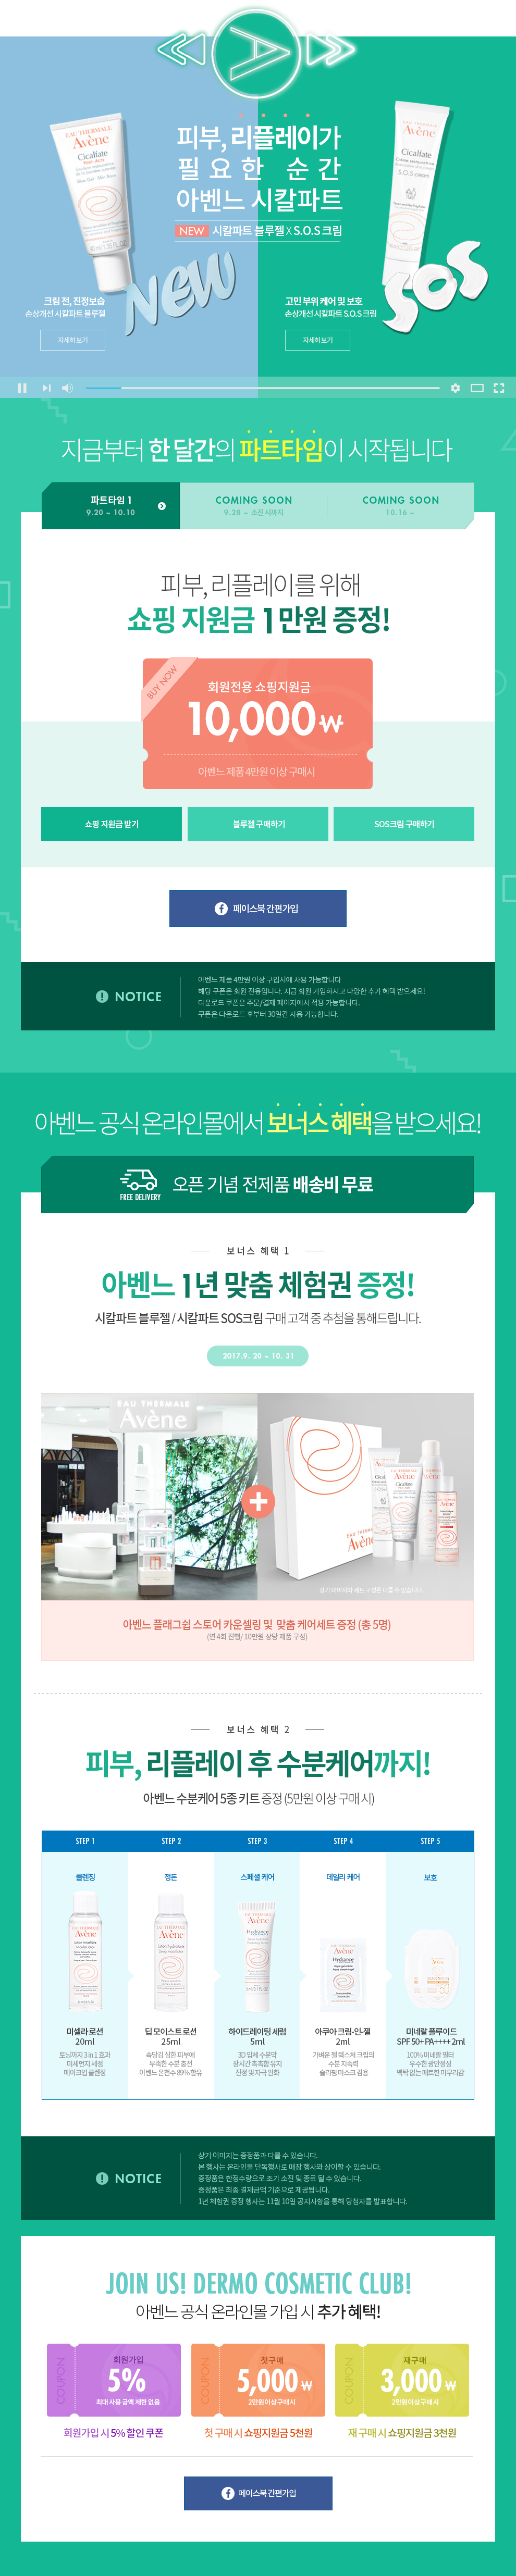 EAU THERMALE
Avène
Cicalfate
EAU THERMALE
Avène
Cicalfate
S.O.S cream
피부, 리플레이가
필요한 순간
아벤느 시칼파트
NEW 시칼파트 블루젤 X S.O.S 크림
NEW
SOS
크림 전, 진정보습
손상개선 시칼파트 블루젤
자세히 보기
고민 부위 케어 및 보호
손상개선 시칼파트 S.O.S 크림
자세히 보기
지금부터 한 달간의 파트타임이 시작됩니다
파트타임 1
9.20 ~ 10.10
COMING SOON
9.28 ~ 소진시까지
COMING SOON
10.16 ~
피부, 리플레이를 위해
쇼핑 지원금 1만원 증정!
BUY NOW
회원전용 쇼핑지원금
10,000₩
아벤느 제품 4만원 이상 구매시
쇼핑 지원금 받기
블루젤 구매하기
SOS크림 구매하기
페이스북 간편가입
NOTICE
아벤느 제품 4만원 이상 구입시에 사용 가능합니다
해당 쿠폰은 회원 전용입니다. 지금 회원 가입하시고 다양한 추가 혜택 받으세요!
다운로드 쿠폰은 주문/결제 페이지에서 적용 가능합니다.
쿠폰은 다운로드 후부터 30일간 사용 가능합니다.
아벤느 공식 온라인몰에서 보너스 혜택을 받으세요!
FREE DELIVERY
오픈 기념 전제품 배송비 무료
보너스 혜택 1
아벤느 1년 맞춤 체험권 증정!
시칼파트 블루젤 / 시칼파트 SOS크림 구매 고객 중 추첨을 통해드립니다.
2017.9. 20 ~ 10. 31
EAU THERMALE
Avène
EAU THERMALE
Avène
상기 이미지와 세트 구성은 다를 수 있습니다.
아벤느 플래그쉽 스토어 카운셀링 및 맞춤 케어세트 증정 (총 5명)
(연 4회 진행/ 10만원 상당 제품 구성)
보너스 혜택 2
피부, 리플레이 후 수분케어까지!
아벤느 수분케어 5종 키트 증정 (5만원 이상 구매 시)
STEP 1
STEP 2
STEP 3
STEP 4
STEP 5
클렌징
정돈
스페셜 케어
데일리 케어
보호
Avène
Avène
Avène
Hydrance
Avène
Hydrance
미셀라 로션
20ml
토닝까지 3 in 1 효과
미세먼지 세정
메이크업 클렌징
딥 모이스트 로션
25ml
속당김 심한 피부에
부족한 수분 충전
아벤느 온천수 89% 함유
하이드레이팅 세럼
5ml
3D 입체 수분막
장시간 촉촉함 유지
진정 및 자극 완화
아쿠아 크림-인-젤
2ml
가벼운 젤 텍스처 크림의
수분 지속력
슬리핑 마스크 겸용
미네랄 플루이드
SPF 50+ PA++++ 2ml
100% 미네랄 필터
우수한 광안정성
백탁 없는 매트한 마무리감
NOTICE
상기 이미지는 증정품과 다를 수 있습니다.
본 행사는 온라인몰 단독행사로 매장 행사와 상이할 수 있습니다.
증정품은 한정수량으로 조기 소진 및 종료 될 수 있습니다.
증정품은 최종 결제금액 기준으로 제공됩니다.
1년 체험권 증정 행사는 11월 10일 공지사항을 통해 당첨자를 발표합니다.
JOIN US! DERMO COSMETIC CLUB!
아벤느 공식 온라인몰 가입 시 추가 혜택!
COUPON
회원가입
5%
최대 사용 금액 제한 없음
COUPON
첫구매
5,000₩
2만원 이상 구매 시
COUPON
재구매
3,000₩
2만원 이상 구매 시
회원가입 시 5% 할인 쿠폰
첫 구매 시 쇼핑지원금 5천원
재 구매 시 쇼핑지원금 3천원
페이스북 간편가입